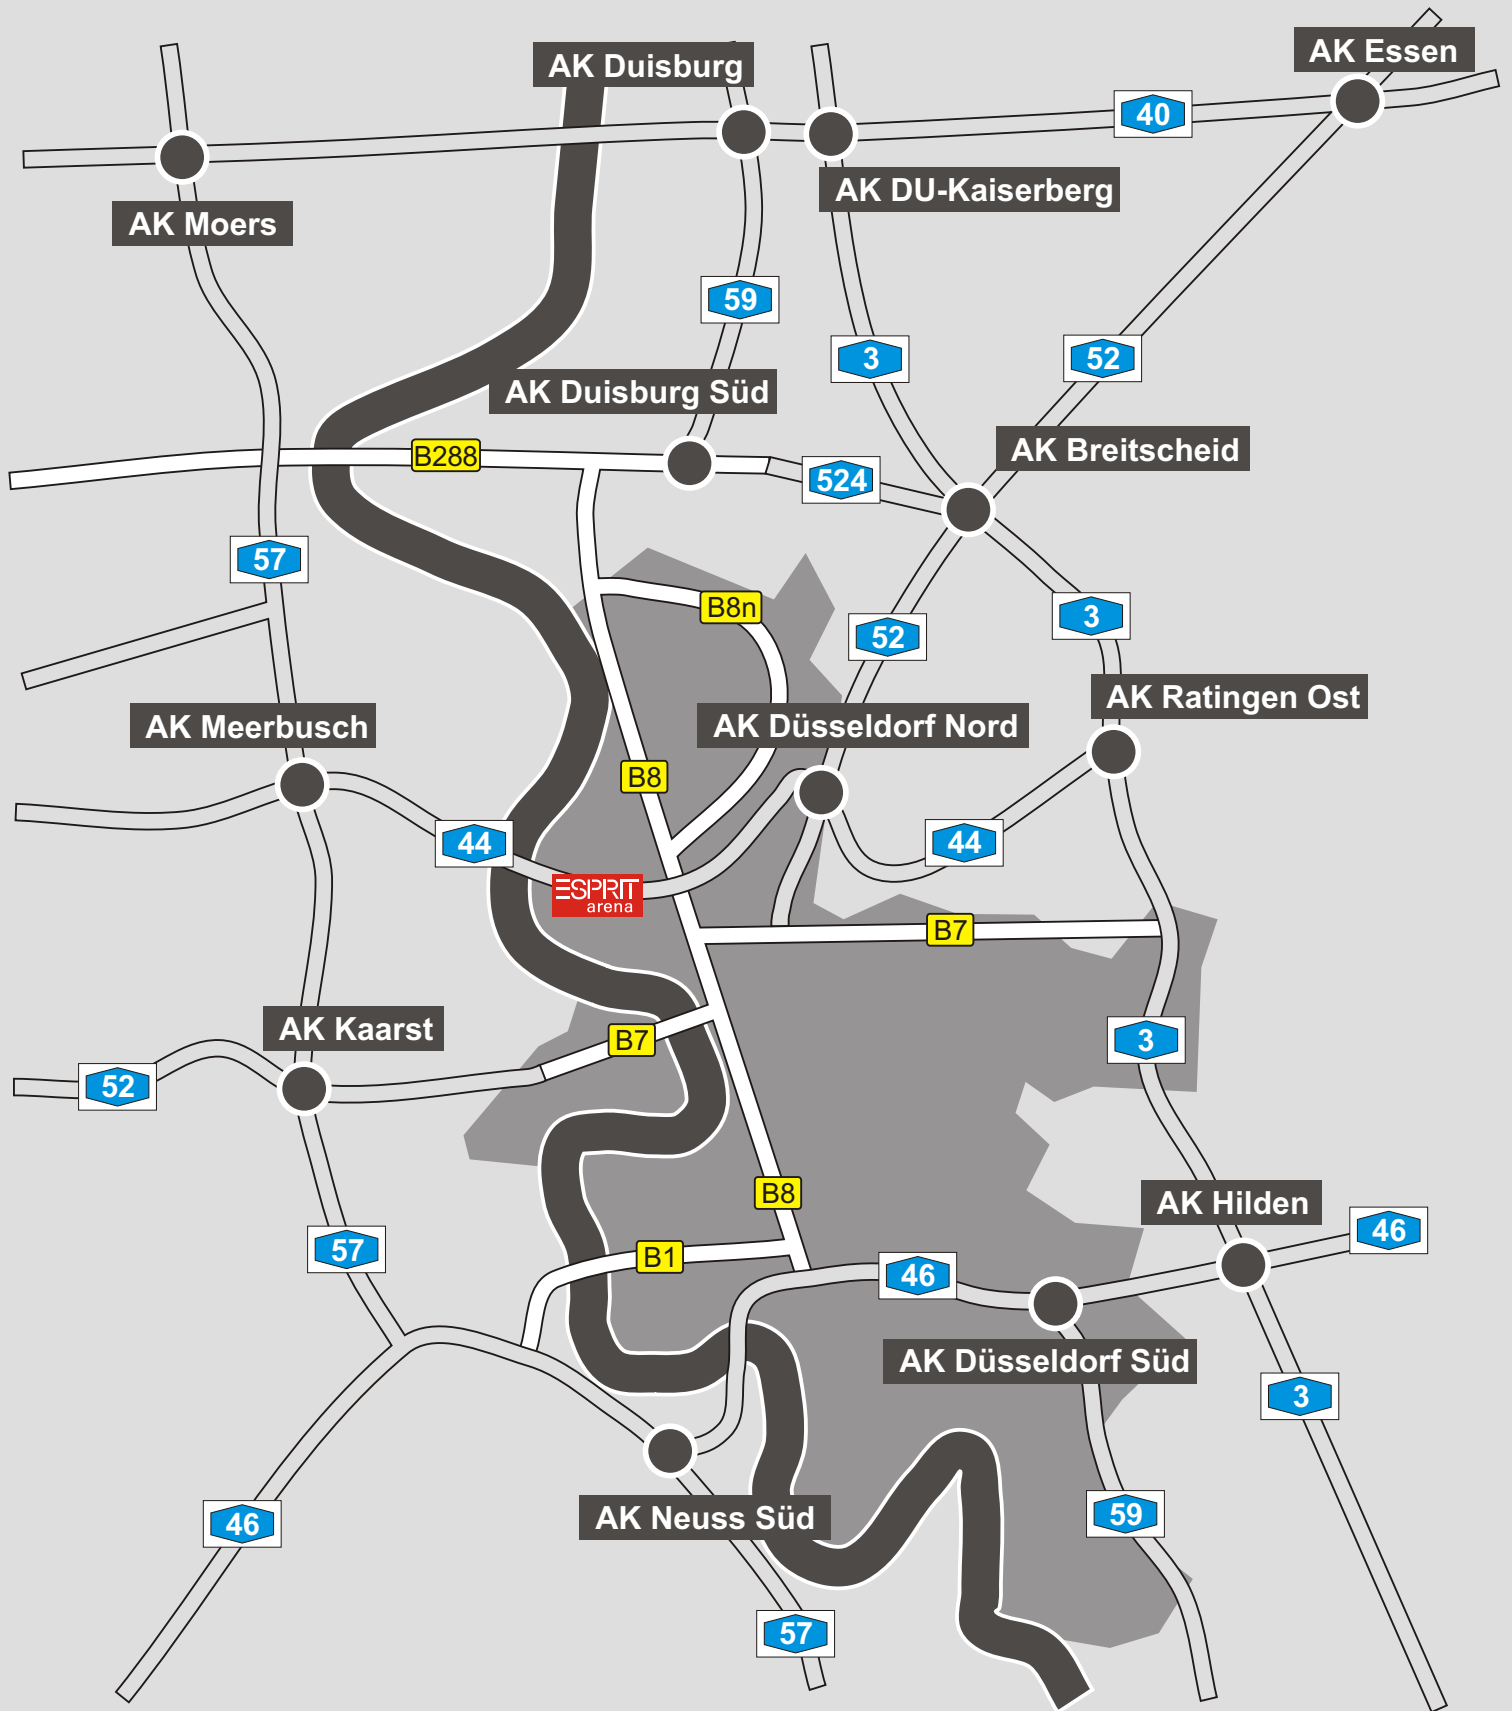 AK Essen
AK Duisburg
40
AK DU-Kaiserberg
AK Moers
59
3
52
AK Duisburg Süd
AK Breitscheid
B288
524
57
B8n
3
52
AK Ratingen Ost
AK Meerbusch
AK Düsseldorf Nord
B8
44
44
ESPRIT
arena
B7
AK Kaarst
B7
3
52
B8
AK Hilden
46
57
B1
46
AK Düsseldorf Süd
3
AK Neuss Süd
46
59
57